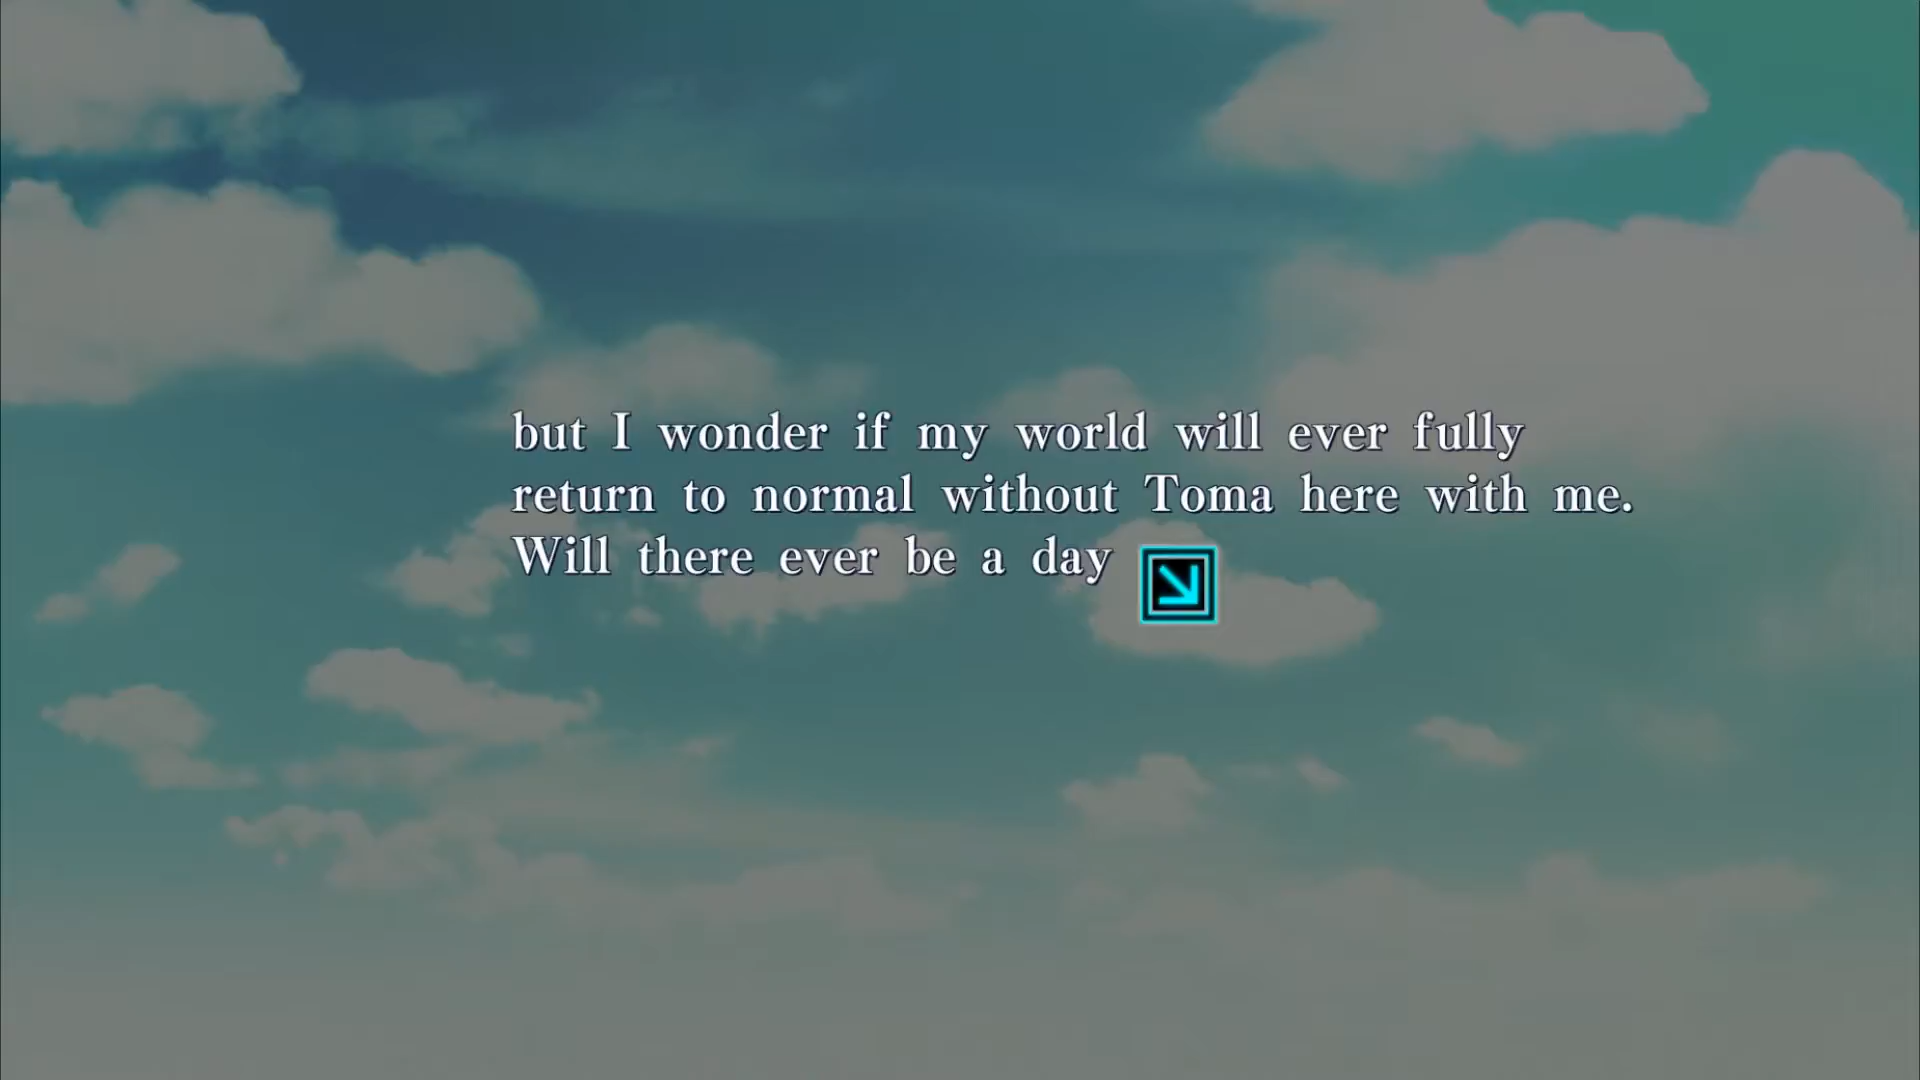 but I wonder if my world will ever fully
return to normal without Toma here with me.
Will there ever be a day